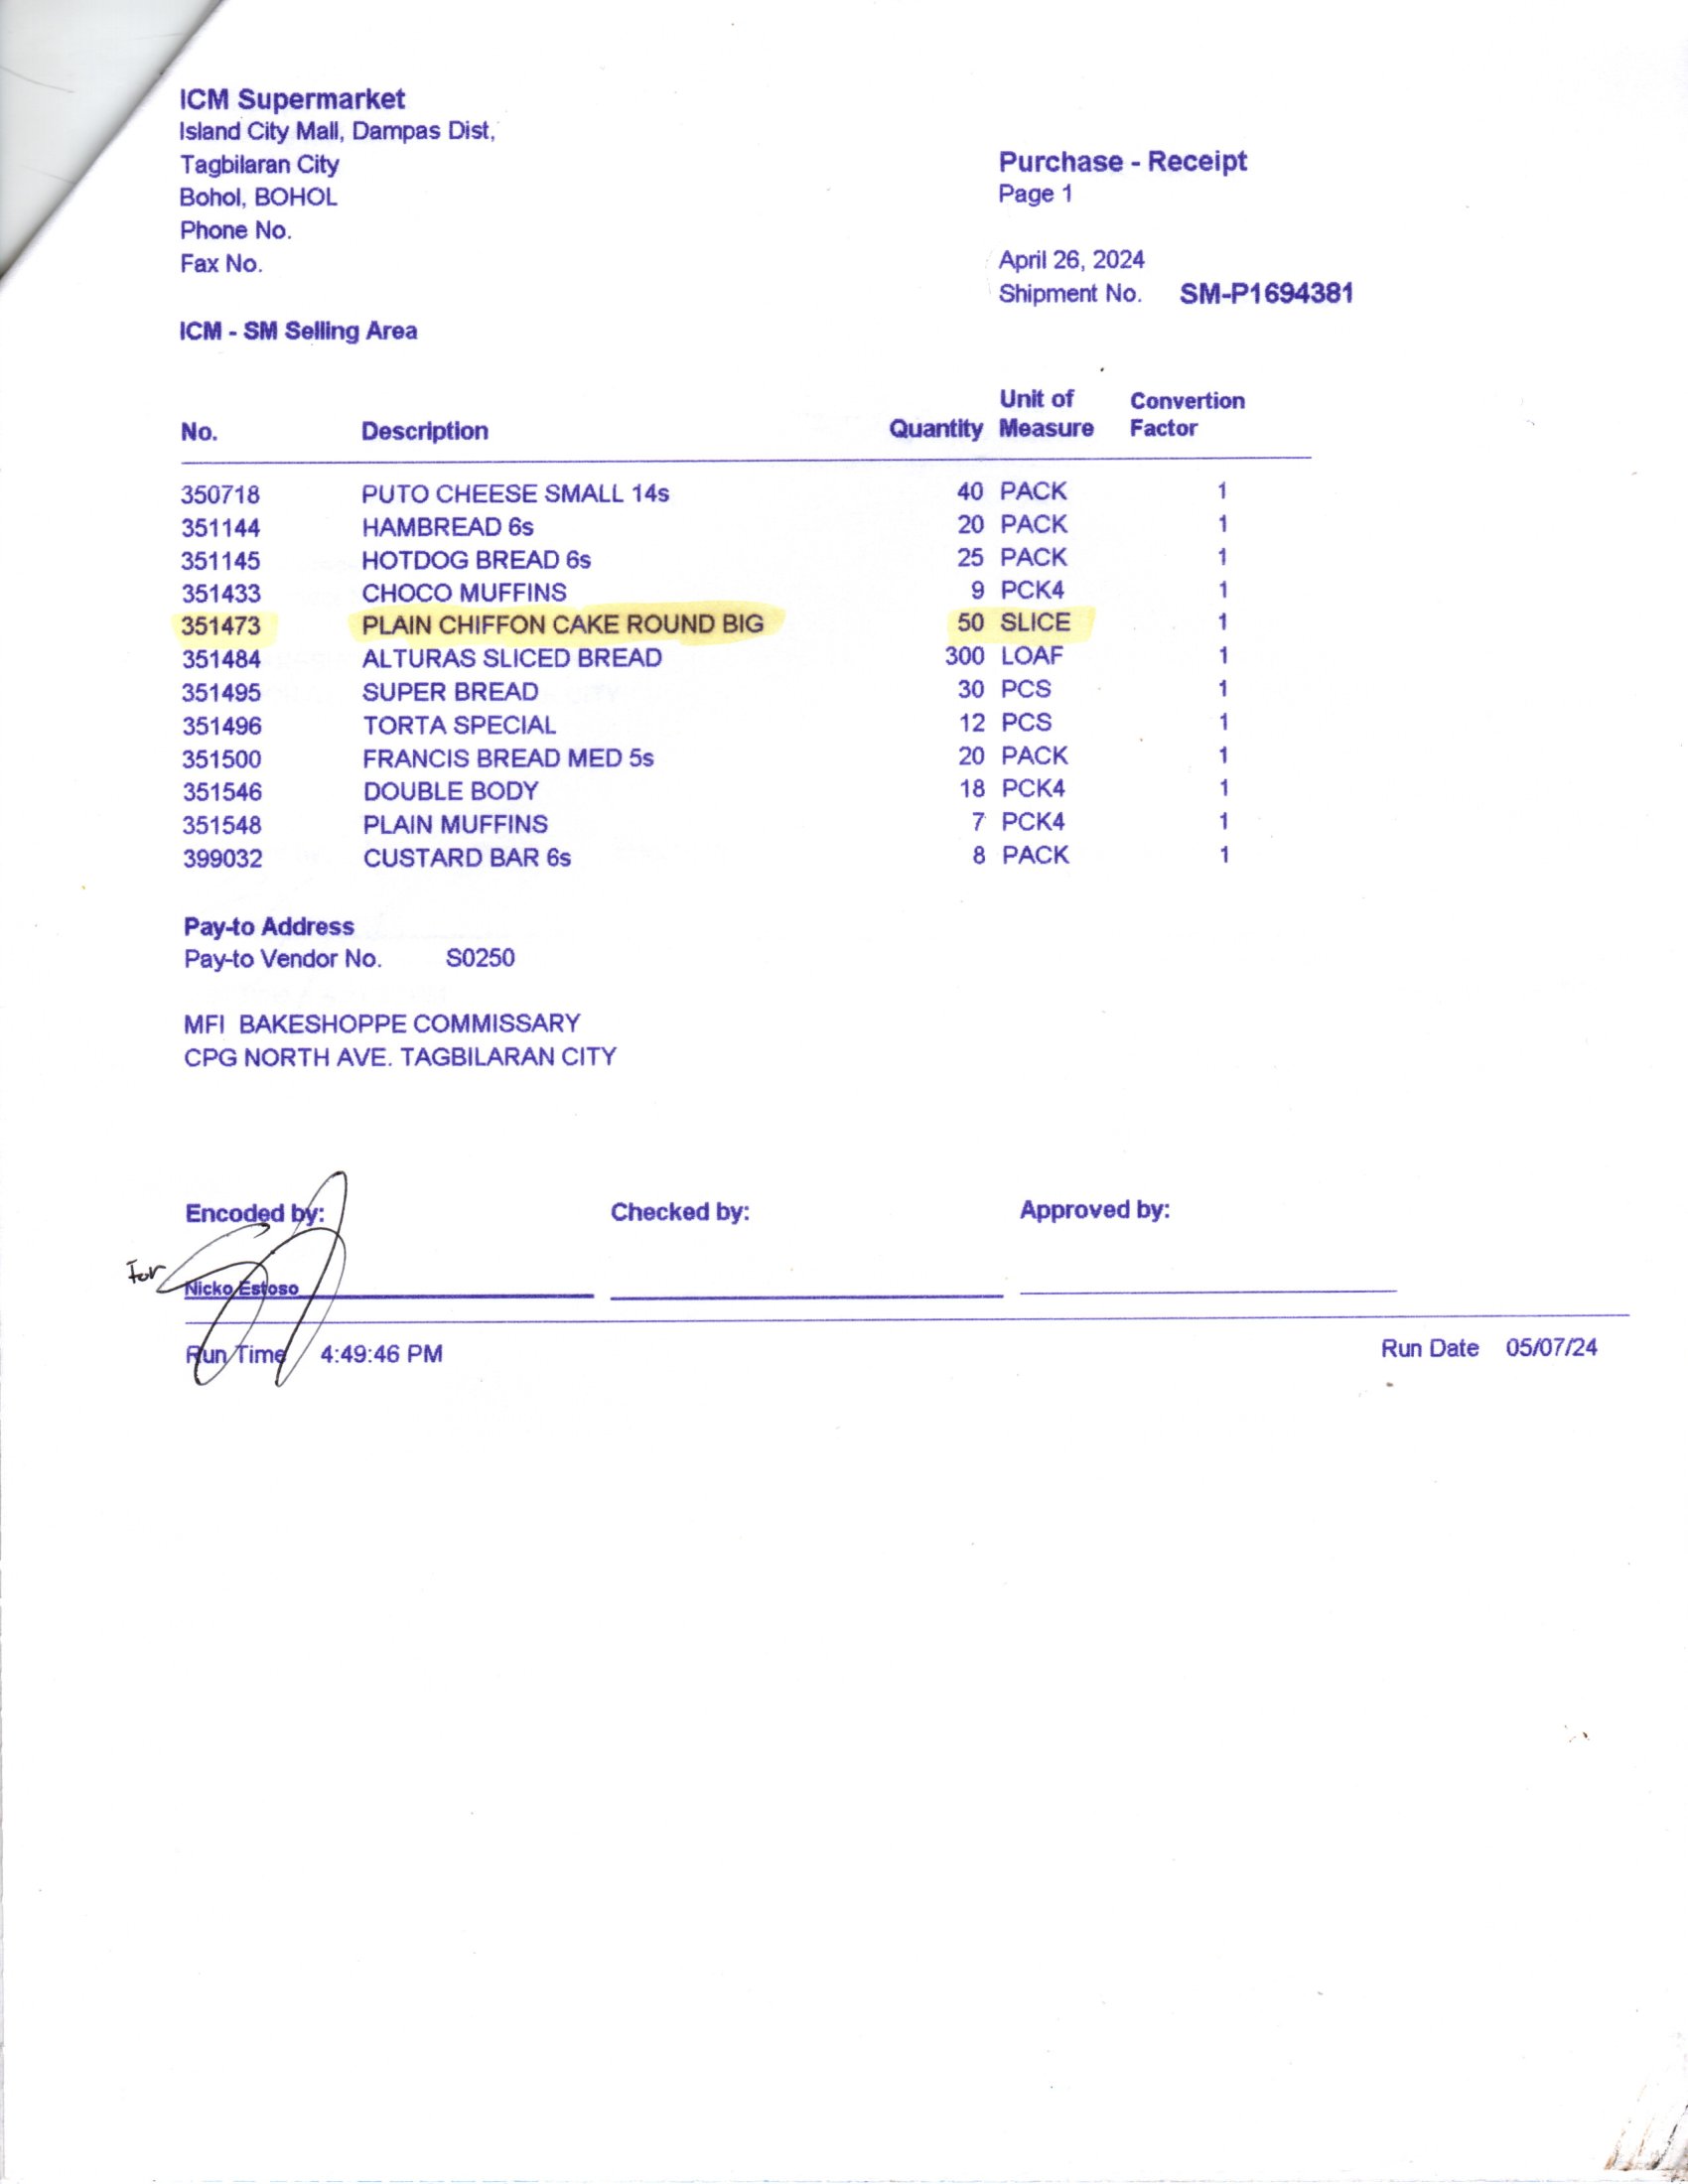 ICM Supermarket
Island City Mall, Dampas Dist,
Tagbilaran City
Bohol, BOHOL
Phone No.
Fax No.
Purchase - Receipt
Page 1
April 26, 2024
Shipment No. SM-P1694381
ICM - SM Selling Area
No. Description Quantity Unit of Measure Convertion Factor
350718 PUTO CHEESE SMALL 14s 40 PACK 1
351144 HAMBREAD 6s 20 PACK 1
351145 HOTDOG BREAD 6s 25 PACK 1
351433 CHOCO MUFFINS 9 PCK4 1
351473 PLAIN CHIFFON CAKE ROUND BIG 50 SLICE 1
351484 ALTURAS SLICED BREAD 300 LOAF 1
351495 SUPER BREAD 30 PCS 1
351496 TORTA SPECIAL 12 PCS 1
351500 FRANCIS BREAD MED 5s 20 PACK 1
351546 DOUBLE BODY 18 PCK4 1
351548 PLAIN MUFFINS 7 PCK4 1
399032 CUSTARD BAR 6s 8 PACK 1
Pay-to Address
Pay-to Vendor No. S0250
MFI BAKESHOPPE COMMISSARY
CPG NORTH AVE. TAGBILARAN CITY
Encoded by: Checked by: Approved by:
For
Nicko Estoso
Run Time 4:49:46 PM Run Date 05/07/24